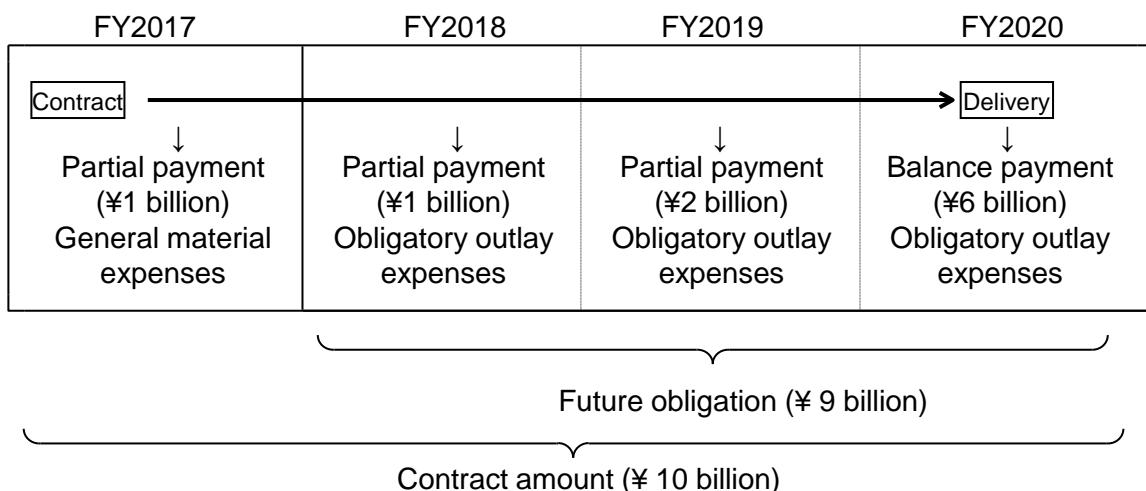 FY2017 FY2018 FY2019 FY2020
Contract Delivery
↓ ↓ ↓ ↓
Partial payment Partial payment Partial payment Balance payment
(¥1 billion) (¥1 billion) (¥2 billion) (¥6 billion)
General material Obligatory outlay Obligatory outlay Obligatory outlay
expenses expenses expenses expenses
Future obligation (¥ 9 billion)
Contract amount (¥ 10 billion)